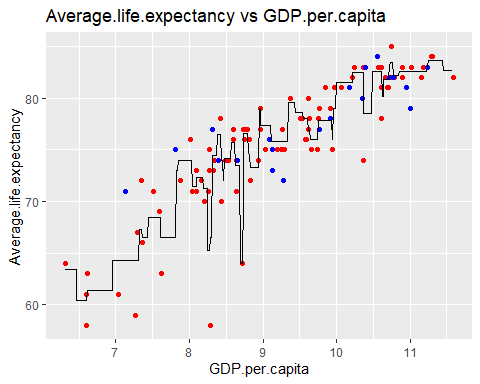 Average.life.expectancy vs GDP.per.capita
Average.life.expectancy
80
70
60
7 8 9 10 11
GDP.per.capita